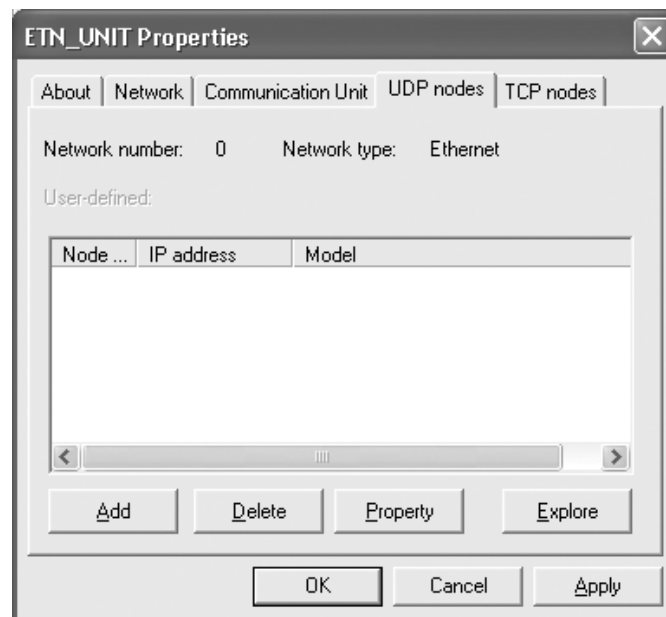 ETN_UNIT Properties
About Network Communication Unit UDP nodes TCP nodes
Network number: 0 Network type: Ethernet
User-defined:
Node ... IP address Model
Add Delete Property Explore
OK Cancel Apply